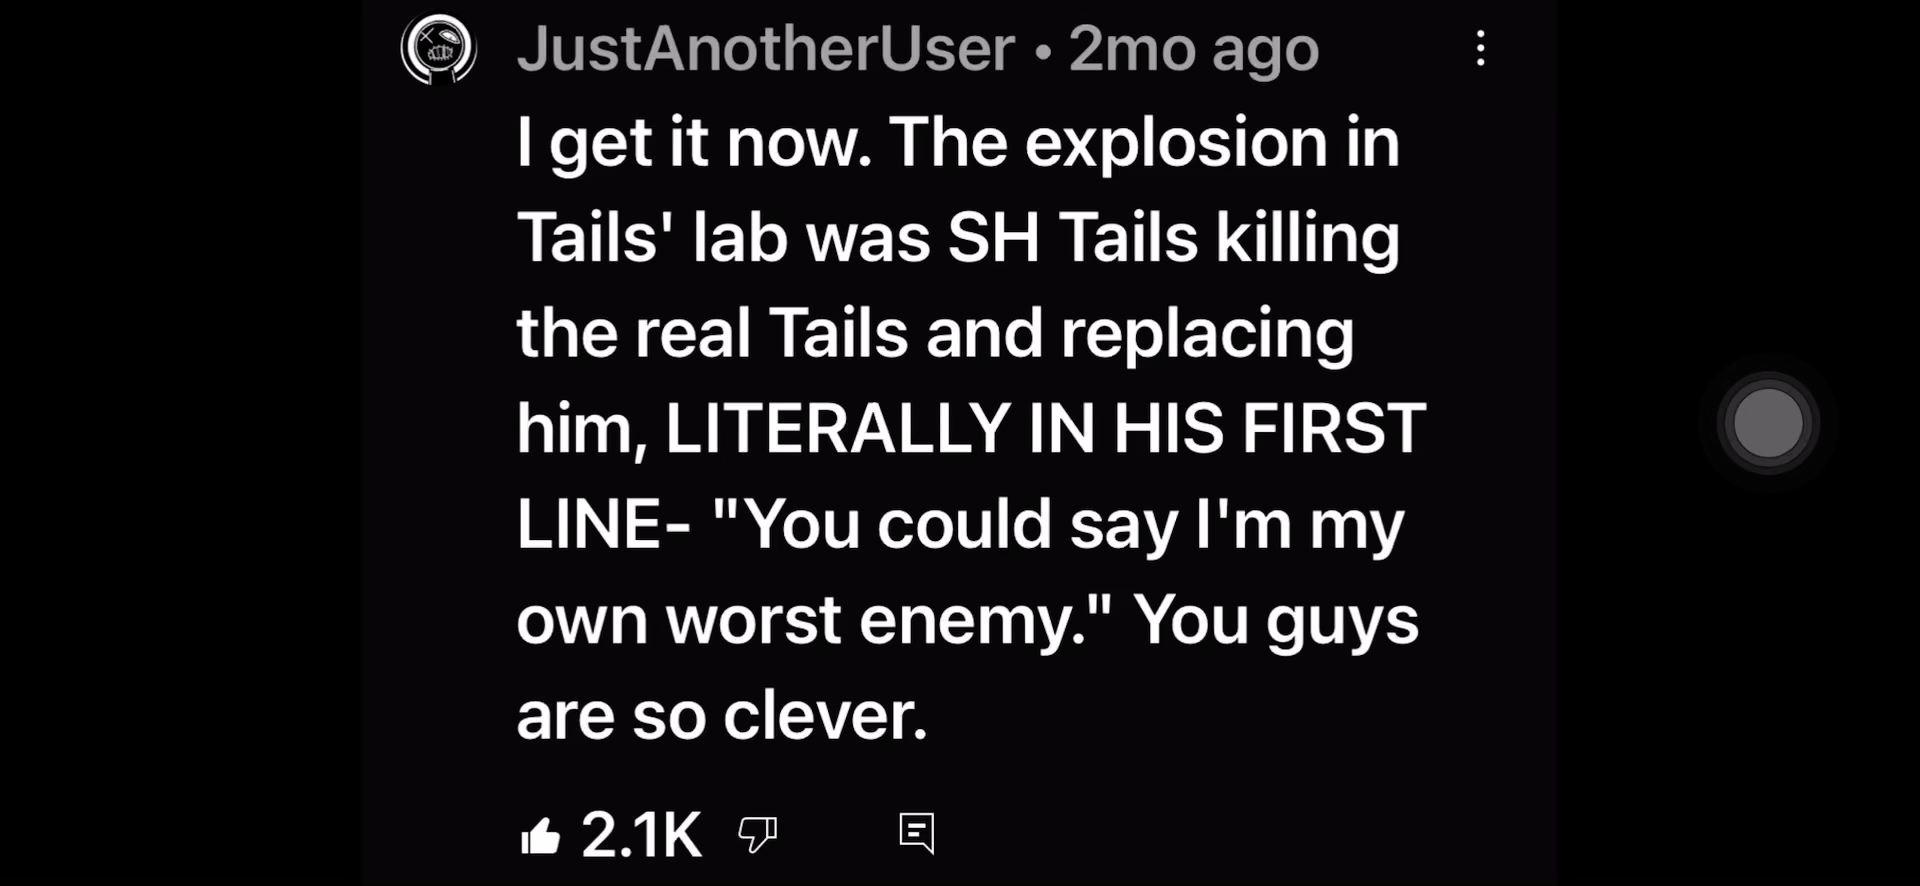 JustAnotherUser • 2mo ago
I get it now. The explosion in
Tails' lab was SH Tails killing
the real Tails and replacing
him, LITERALLY IN HIS FIRST
LINE- "You could say I'm my
own worst enemy." You guys
are so clever.
2.1K